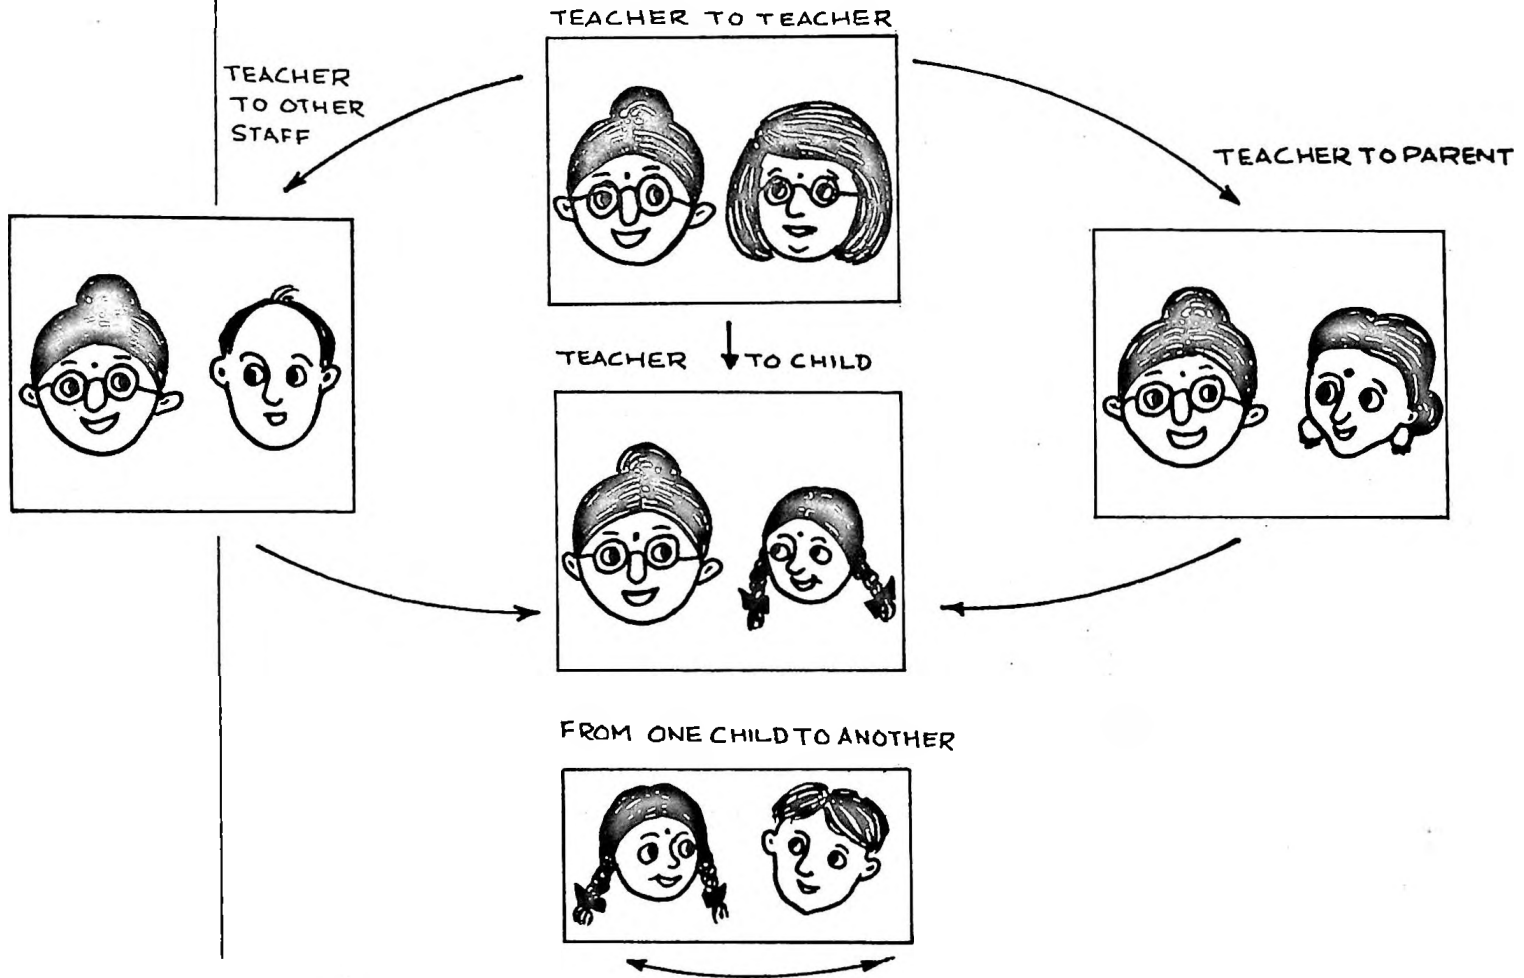 TEACHER TO TEACHER
TEACHER
TO OTHER
STAFF
TEACHER TO PARENT
TEACHER TO CHILD
FROM ONE CHILD TO ANOTHER